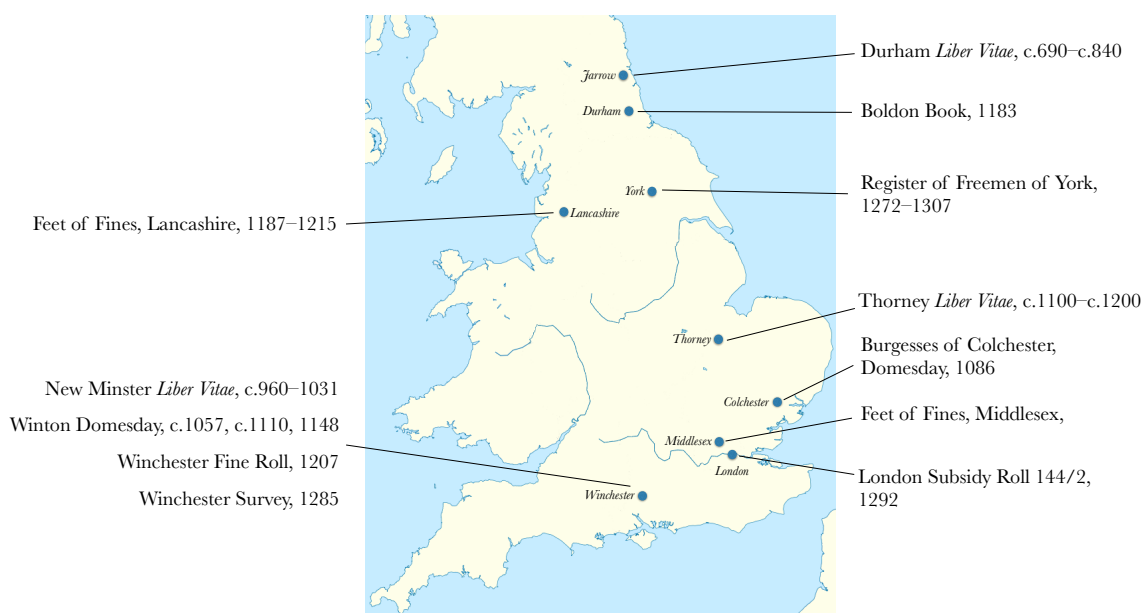 Durham Liber Vitae, c.690–c.840
Jarrow
Durham
Boldon Book, 1183
York
Register of Freemen of York,
1272–1307
Feet of Fines, Lancashire, 1187–1215
Lancashire
Thorney Liber Vitae, c.1100–c.1200
Thorney
Burgesses of Colchester,
Domesday, 1086
New Minster Liber Vitae, c.960–1031
Winton Domesday, c.1057, c.1110, 1148
Winchester Fine Roll, 1207
Winchester Survey, 1285
Colchester
Feet of Fines, Middlesex,
Middlesex
London
London Subsidy Roll 144/2,
1292
Winchester